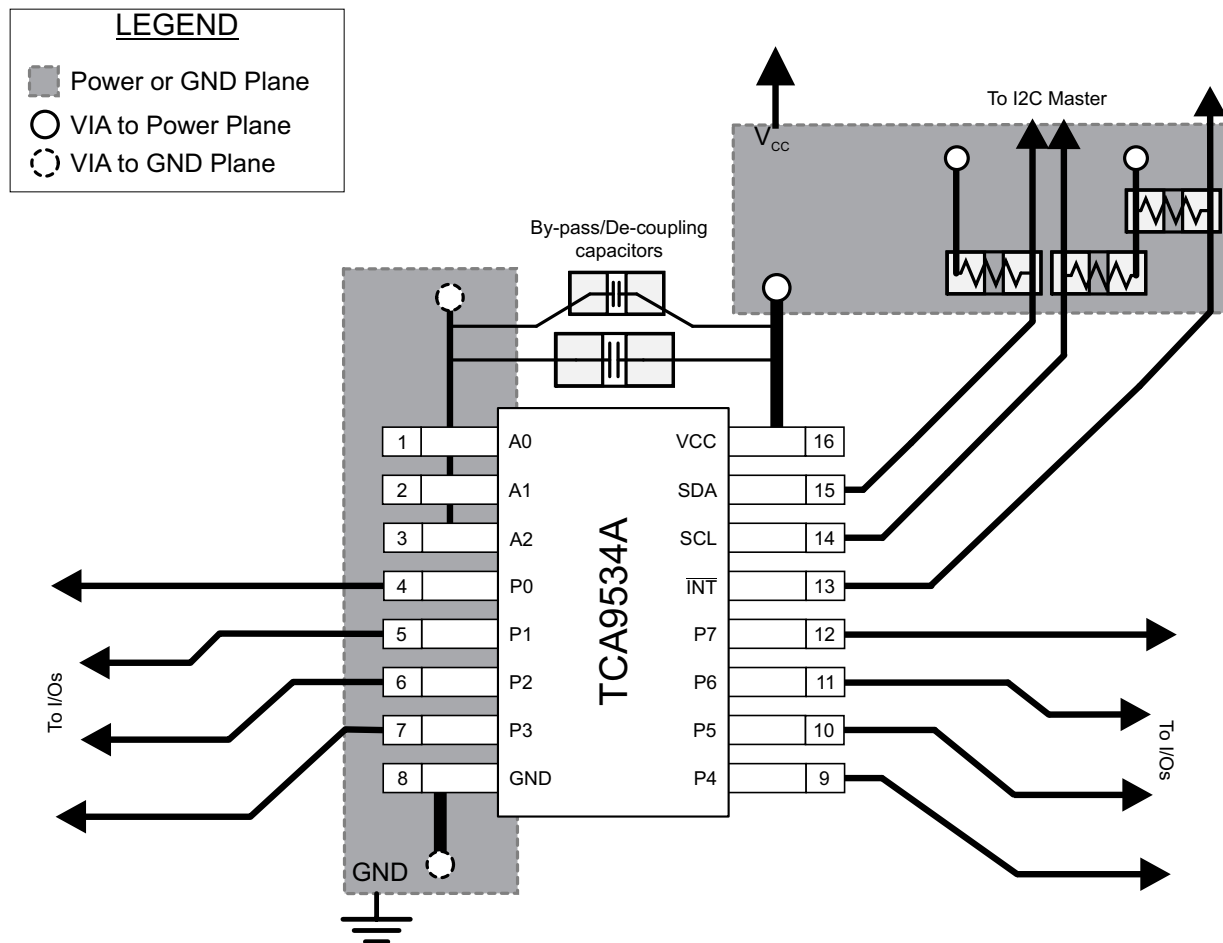 LEGEND
Power or GND Plane
VIA to Power Plane
VIA to GND Plane
To I2C Master
VCC
By-pass/De-coupling
capacitors
1 A0 VCC 16
2 A1 SDA 15
3 A2 SCL 14
4 P0 INT 13
5 P1 P7 12
6 P2 P6 11
7 P3 P5 10
8 GND P4 9
TCA9534A
To I/Os
To I/Os
GND